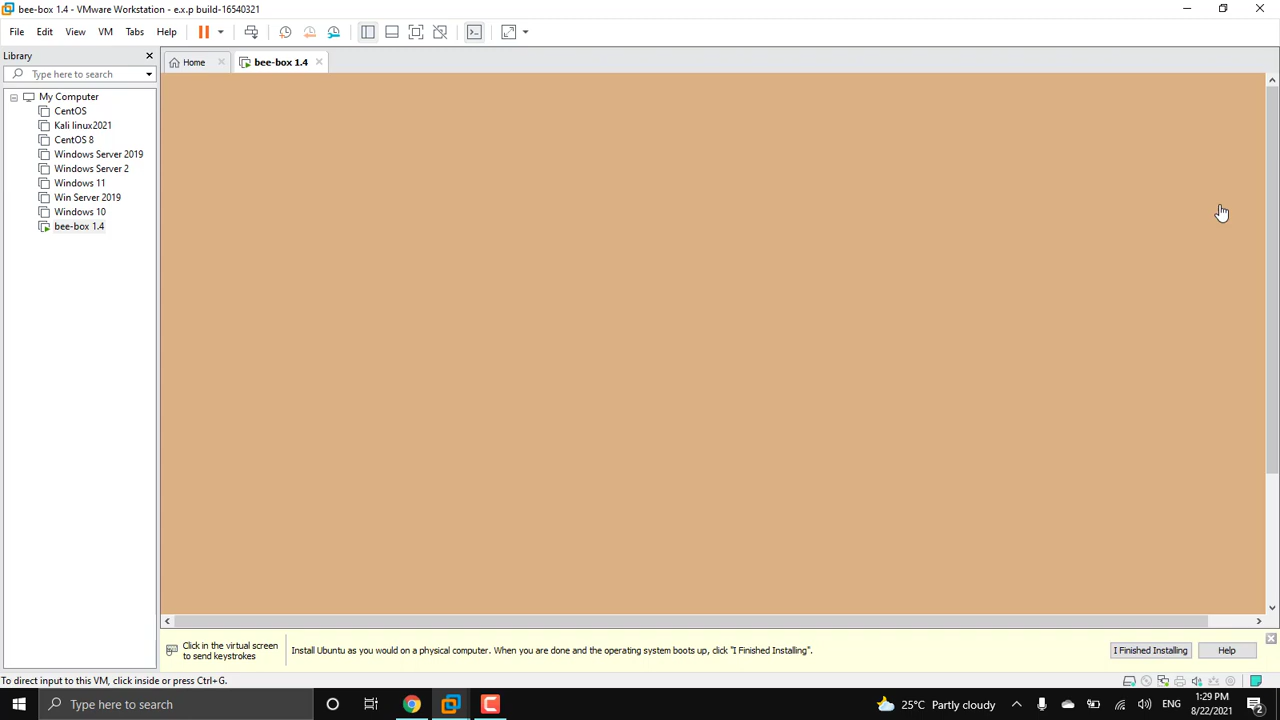 bee-box 1.4 - VMware Workstation - e.x.p build-16540321
File Edit View VM Tabs Help
Library
Type here to search
Home
bee-box 1.4
My Computer
CentOS
Kali linux2021
CentOS 8
Windows Server 2019
Windows Server 2
Windows 11
Win Server 2019
Windows 10
bee-box 1.4
Click in the virtual screen
to send keystrokes
Install Ubuntu as you would on a physical computer. When you are done and the operating system boots up, click "I Finished Installing".
I Finished Installing
Help
To direct input to this VM, click inside or press Ctrl+G.
Type here to search
25°C Partly cloudy
ENG
1:29 PM
8/22/2021
2